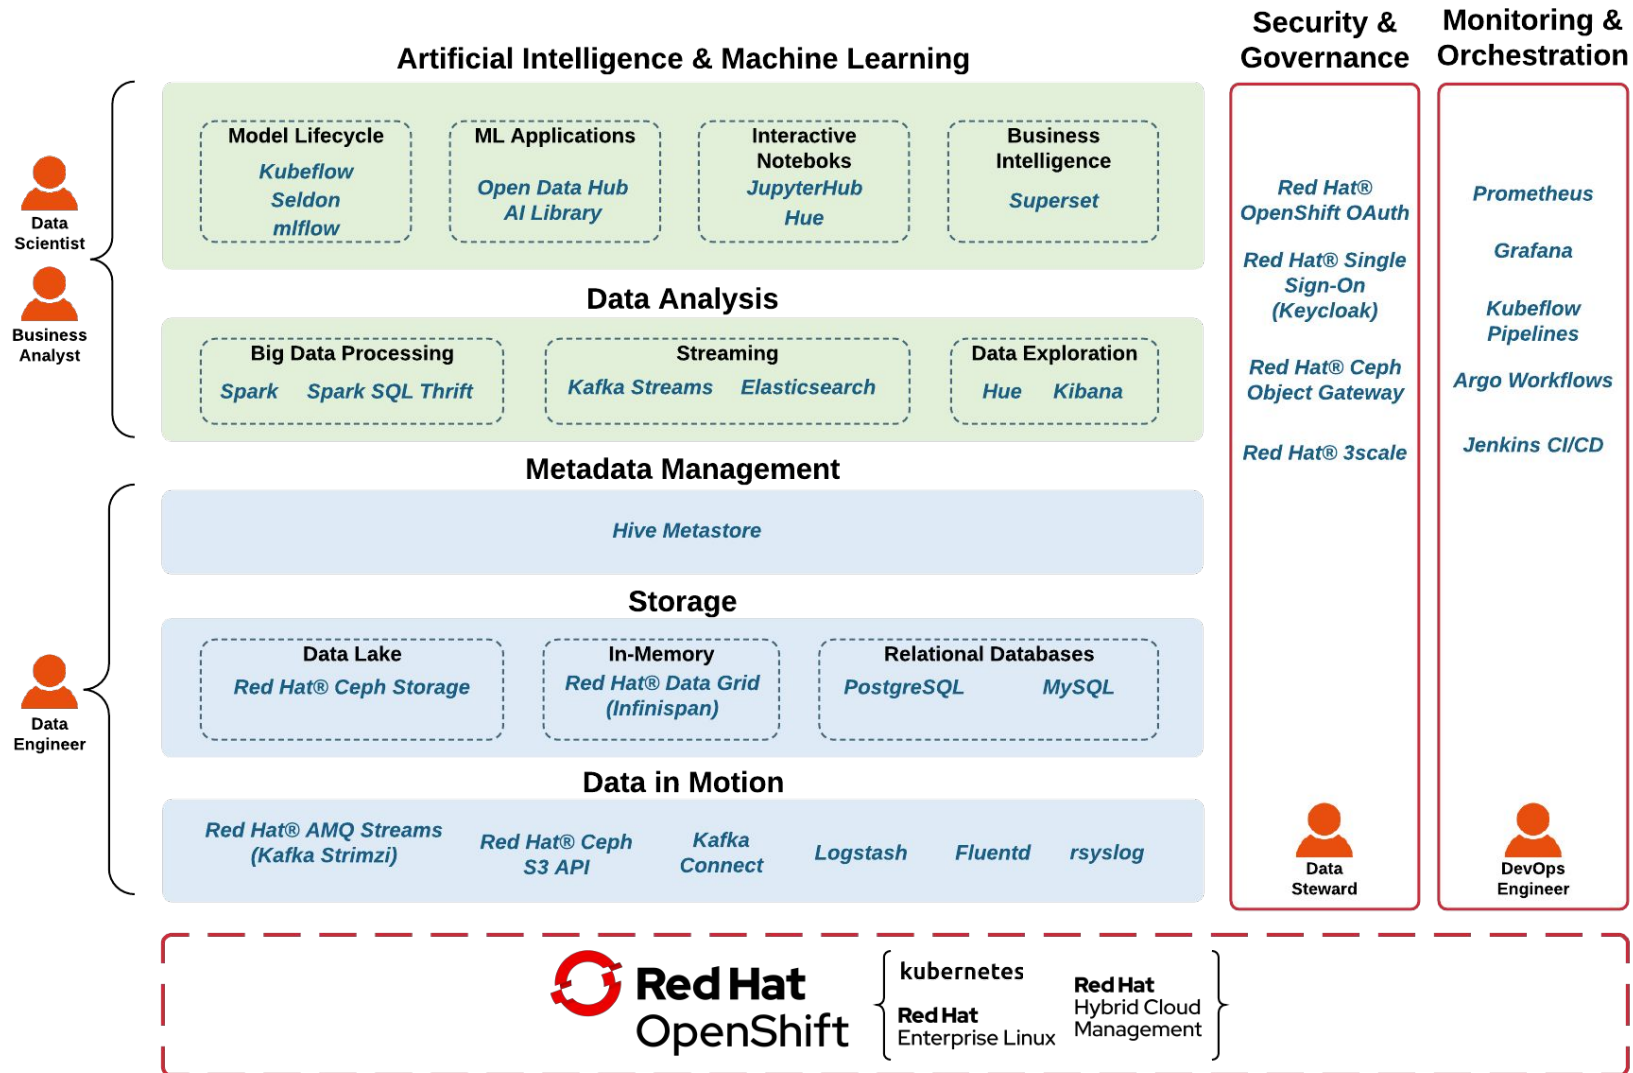 Artificial Intelligence & Machine Learning
Security &
Governance
Monitoring &
Orchestration
Model Lifecycle
Kubeflow
Seldon
mlflow
ML Applications
Open Data Hub
AI Library
Interactive
Noteboks
JupyterHub
Hue
Business
Intelligence
Superset
Data
Scientist
Business
Analyst
Data Analysis
Big Data Processing
Spark
Spark SQL Thrift
Streaming
Kafka Streams
Elasticsearch
Data Exploration
Hue
Kibana
Metadata Management
Hive Metastore
Storage
Data Lake
Red Hat® Ceph Storage
In-Memory
Red Hat® Data Grid
(Infinispan)
Relational Databases
PostgreSQL
MySQL
Data
Engineer
Data in Motion
Red Hat® AMQ Streams
(Kafka Strimzi)
Red Hat® Ceph
S3 API
Kafka
Connect
Logstash
Fluentd
rsyslog
Red Hat®
OpenShift OAuth
Red Hat® Single
Sign-On
(Keycloak)
Red Hat® Ceph
Object Gateway
Red Hat® 3scale
Data
Steward
Prometheus
Grafana
Kubeflow
Pipelines
Argo Workflows
Jenkins CI/CD
DevOps
Engineer
Red Hat
OpenShift
kubernetes
Red Hat
Enterprise Linux
Red Hat
Hybrid Cloud
Management